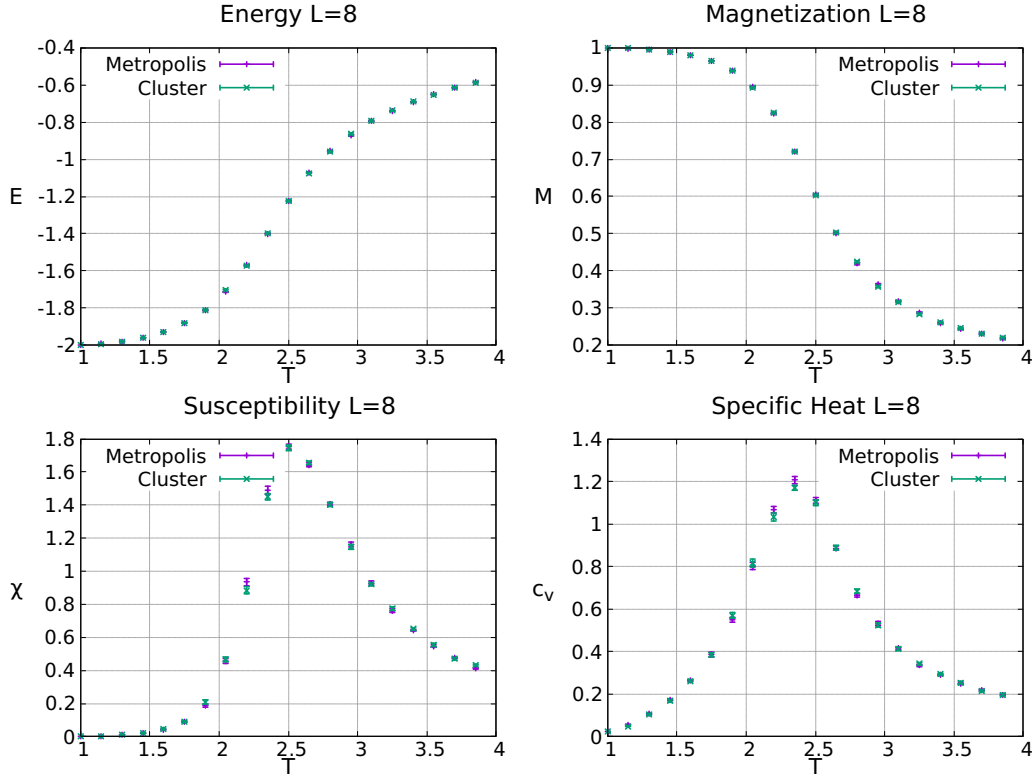 Energy L=8
-0.4
-0.6
-0.8
-1
-1.2
-1.4
-1.6
-1.8
-2
E
Metropolis
Cluster
1 1.5 2 2.5 3 3.5 4
T
Magnetization L=8
1
0.9
0.8
0.7
0.6
0.5
0.4
0.3
0.2
M
Metropolis
Cluster
1 1.5 2 2.5 3 3.5 4
T
Susceptibility L=8
1.8
1.6
1.4
1.2
1
0.8
0.6
0.4
0.2
0
χ
Metropolis
Cluster
1 1.5 2 2.5 3 3.5 4
T
Specific Heat L=8
1.4
1.2
1
0.8
0.6
0.4
0.2
0
c_v
Metropolis
Cluster
1 1.5 2 2.5 3 3.5 4
T